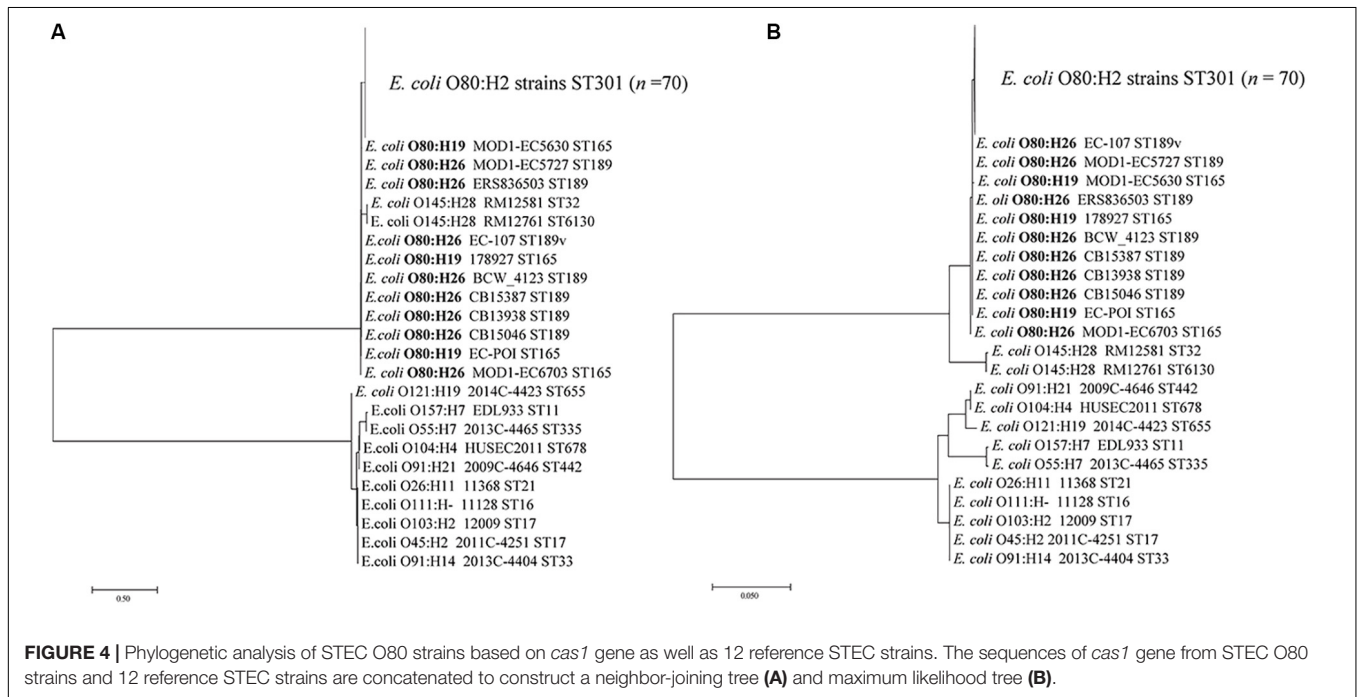 A
E. coli O80:H2 strains ST301 (n =70)
E. coli O80:H19 MOD1-EC5630 ST165
E. coli O80:H26 MOD1-EC5727 ST189
E. coli O80:H26 ERS836503 ST189
E. coli O145:H28 RM12581 ST32
E. coli O145:H28 RM12761 ST6130
E.coli O80:H26 EC-107 ST189v
E.coli O80:H19 178927 ST165
E.coli O80:H26 BCW_4123 ST189
E.coli O80:H26 CB15387 ST189
E.coli O80:H26 CB13938 ST189
E.coli O80:H26 CB15046 ST189
E.coli O80:H19 EC-POI ST165
E.coli O80:H26 MOD1-EC6703 ST165
E. coli O121:H19 2014C-4423 ST655
E.coli O157:H7 EDL933 ST11
E.coli O55:H7 2013C-4465 ST335
E.coli O104:H4 HUSEC2011 ST678
E.coli O91:H21 2009C-4646 ST442
E.coli O26:H11 11368 ST21
E.coli O111:H- 11128 ST16
E.coli O103:H2 12009 ST17
E.coli O45:H2 2011C-4251 ST17
E.coli O91:H14 2013C-4404 ST33
0.50
B
E. coli O80:H2 strains ST301 (n = 70)
E. coli O80:H26 EC-107 ST189v
E. coli O80:H26 MOD1-EC5727 ST189
E. coli O80:H19 MOD1-EC5630 ST165
E. oli O80:H26 ERS836503 ST189
E. coli O80:H19 178927 ST165
E. coli O80:H26 BCW_4123 ST189
E. coli O80:H26 CB15387 ST189
E. coli O80:H26 CB13938 ST189
E. coli O80:H26 CB15046 ST189
E. coli O80:H19 EC-POI ST165
E. coli O80:H26 MOD1-EC6703 ST165
E. coli O145:H28 RM12581 ST32
E. coli O145:H28 RM12761 ST6130
E. coli O91:H21 2009C-4646 ST442
E. coli O104:H4 HUSEC2011 ST678
E. coli O121:H19 2014C-4423 ST655
E. coli O157:H7 EDL933 ST11
E. coli O55:H7 2013C-4465 ST335
E. coli O26:H11 11368 ST21
E. coli O111:H- 11128 ST16
E. coli O103:H2 12009 ST17
E. coli O45:H2 2011C-4251 ST17
E. coli O91:H14 2013C-4404 ST33
0.050
FIGURE 4 | Phylogenetic analysis of STEC O80 strains based on cas1 gene as well as 12 reference STEC strains. The sequences of cas1 gene from STEC O80
strains and 12 reference STEC strains are concatenated to construct a neighbor-joining tree (A) and maximum likelihood tree (B).